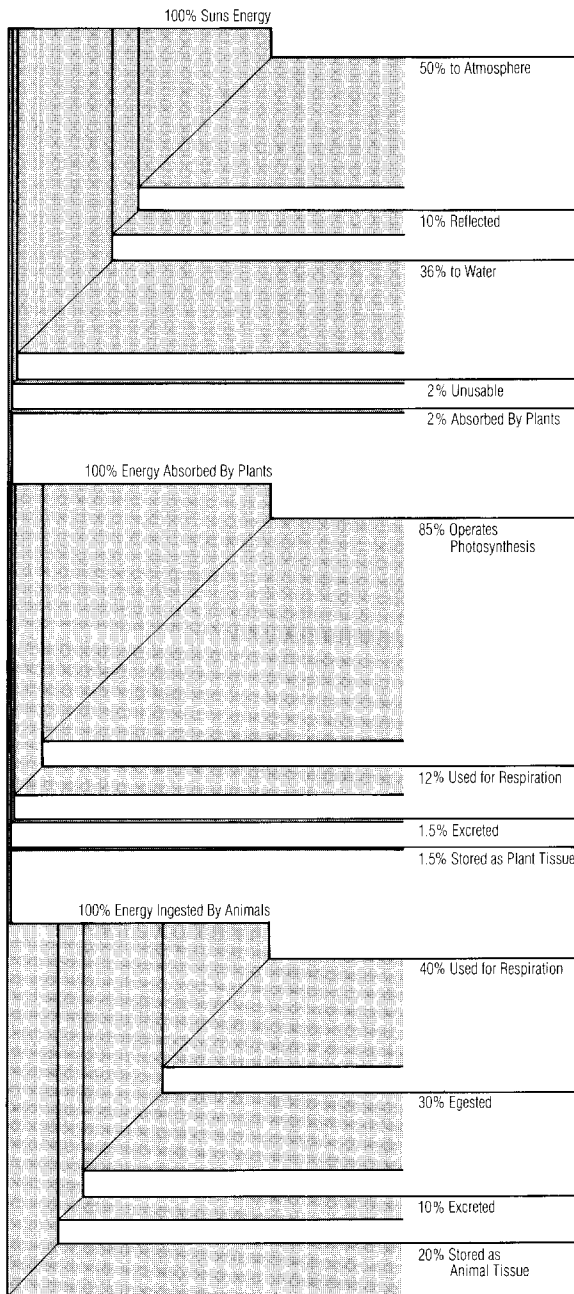 100% Suns Energy
50% to Atmosphere
10% Reflected
36% to Water
2% Unusable
2% Absorbed By Plants
100% Energy Absorbed By Plants
85% Operates
Photosynthesis
12% Used for Respiration
1.5% Excreted
1.5% Stored as Plant Tissue
100% Energy Ingested By Animals
40% Used for Respiration
30% Egested
10% Excreted
20% Stored as
Animal Tissue